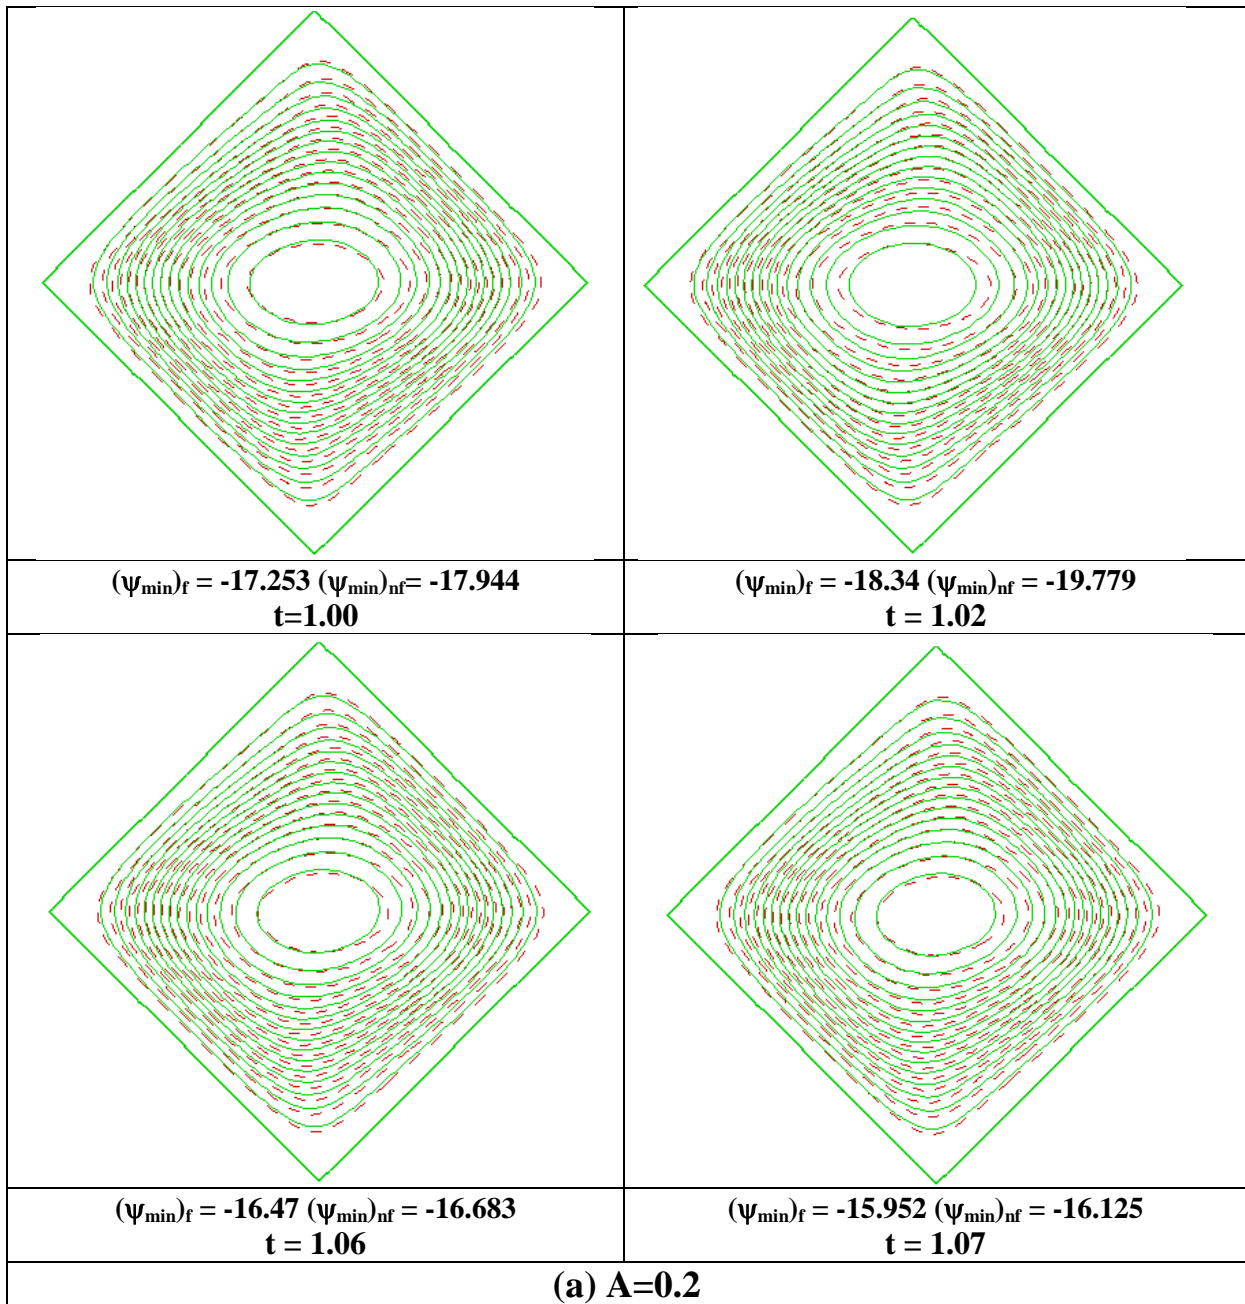 (ψmin)f = -17.253 (ψmin)nf= -17.944
t=1.00
(ψmin)f = -18.34 (ψmin)nf = -19.779
t = 1.02
(ψmin)f = -16.47 (ψmin)nf = -16.683
t = 1.06
(ψmin)f = -15.952 (ψmin)nf = -16.125
t = 1.07
(a) A=0.2